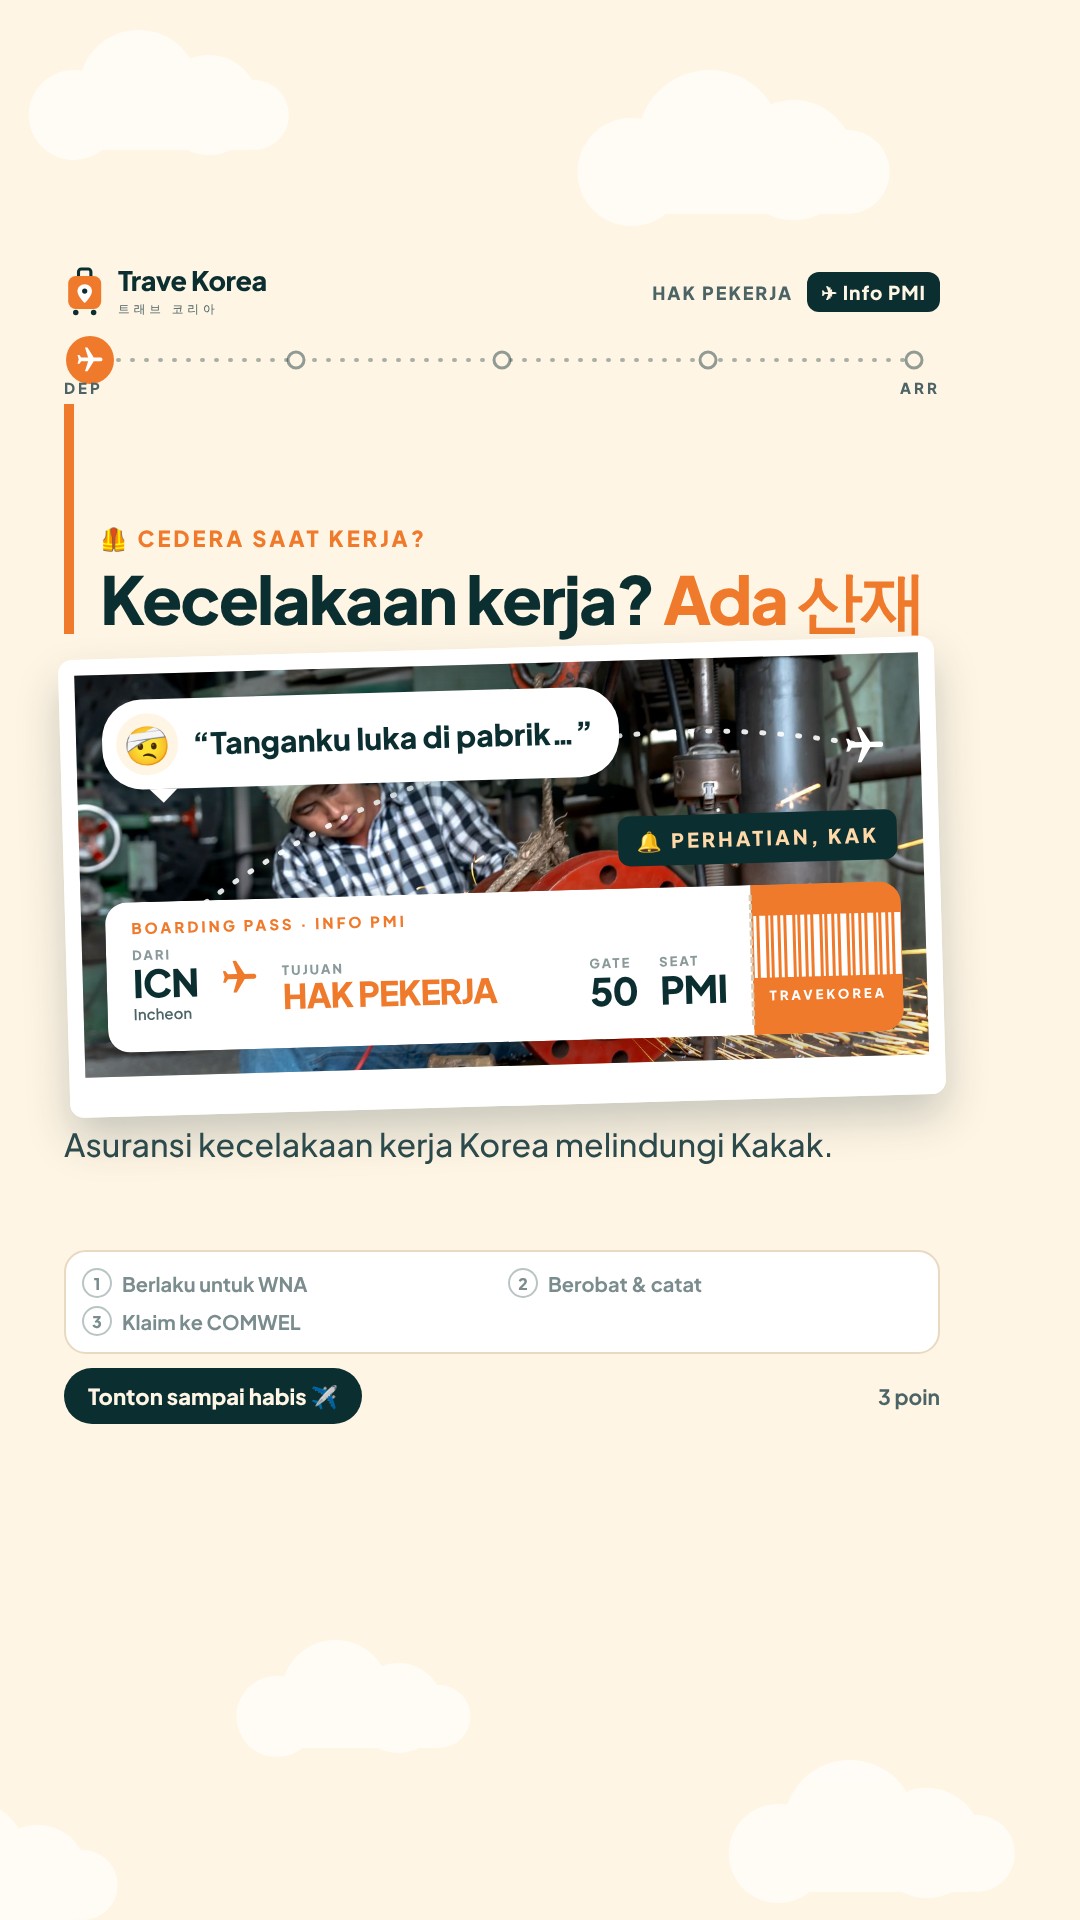 Trave Korea
트래브 코리아
HAK PEKERJA
✈ Info PMI
DEP
ARR
🦺 CEDERA SAAT KERJA?
Kecelakaan kerja? Ada 산재
🤕 “Tanganku luka di pabrik...”
🔔 PERHATIAN, KAK
BOARDING PASS · INFO PMI
DARI
ICN
Incheon
TUJUAN
HAK PEKERJA
GATE
50
SEAT
PMI
TRAVEKOREA
Asuransi kecelakaan kerja Korea melindungi Kakak.
1 Berlaku untuk WNA
2 Berobat & catat
3 Klaim ke COMWEL
Tonton sampai habis ✈️
3 poin